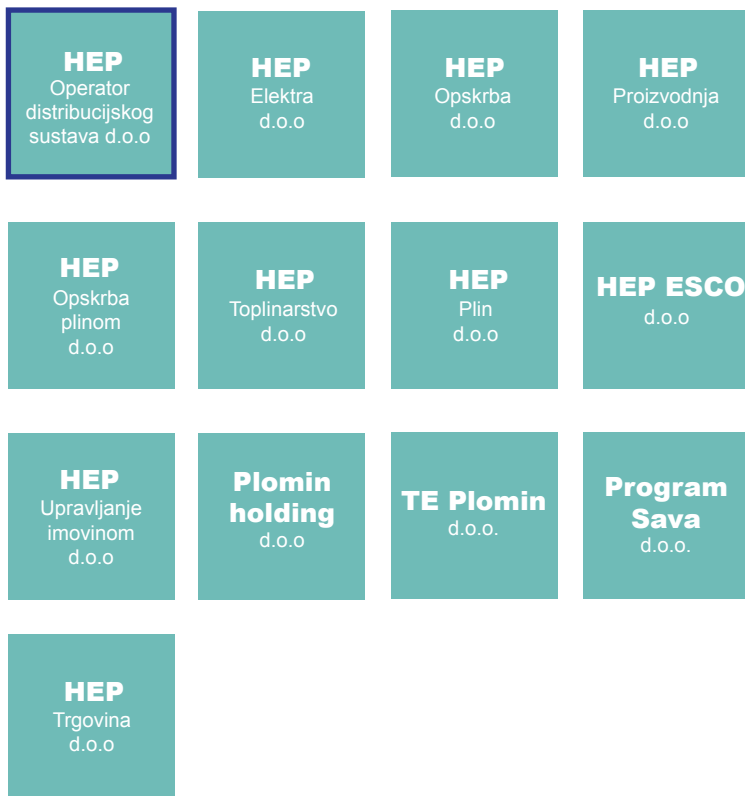 HEP
Operator
distribucijskog
sustava d.o.o
HEP
Elektra
d.o.o
HEP
Opskrba
d.o.o
HEP
Proizvodnja
d.o.o
HEP
Opskrba
plinom
d.o.o
HEP
Toplinarstvo
d.o.o
HEP
Plin
d.o.o
HEP ESCO
d.o.o
HEP
Upravljanje
imovinom
d.o.o
Plomin
holding
d.o.o
TE Plomin
d.o.o.
Program
Sava
d.o.o.
HEP
Trgovina
d.o.o